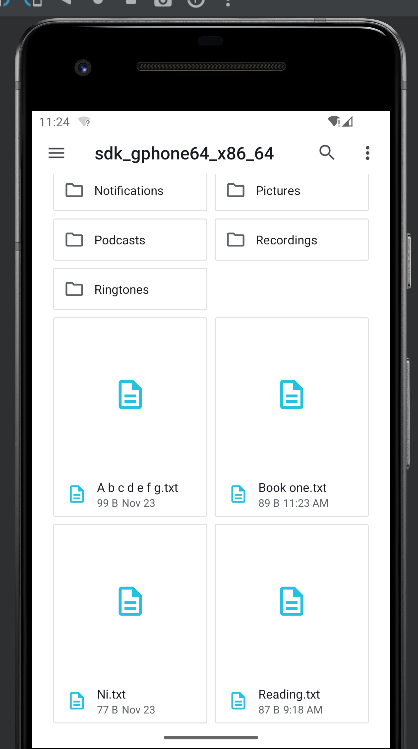 11:24
sdk_gphone64_x86_64
Notifications
Pictures
Podcasts
Recordings
Ringtones
A b c d e f g.txt
99 B Nov 23
Book one.txt
89 B 11:23 AM
Ni.txt
77 B Nov 23
Reading.txt
87 B 9:18 AM